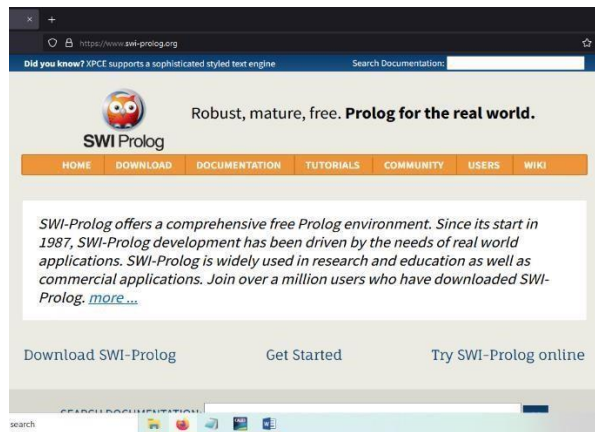 https://www.swi-prolog.org
Did you know? XPCE supports a sophisticated styled text engine Search Documentation:
Robust, mature, free. Prolog for the real world.
SWI Prolog
HOME DOWNLOAD DOCUMENTATION TUTORIALS COMMUNITY USERS WIKI
SWI-Prolog offers a comprehensive free Prolog environment. Since its start in
1987, SWI-Prolog development has been driven by the needs of real world
applications. SWI-Prolog is widely used in research and education as well as
commercial applications. Join over a million users who have downloaded SWI-
Prolog. more ...
Download SWI-Prolog Get Started Try SWI-Prolog online
SEARCH DOCUMENTATION:
search